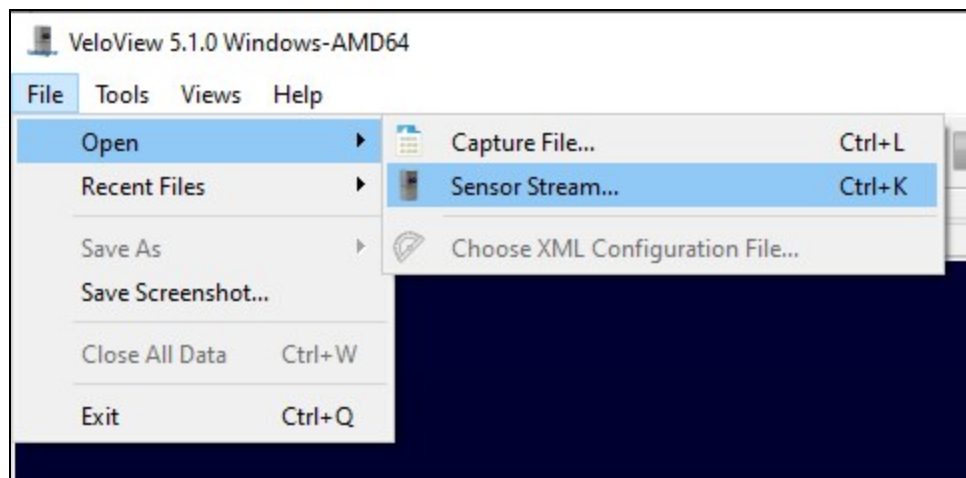 VeloView 5.1.0 Windows-AMD64
File Tools Views Help
Open
Recent Files
Save As
Save Screenshot...
Close All Data Ctrl+W
Exit Ctrl+Q
Capture File... Ctrl+L
Sensor Stream... Ctrl+K
Choose XML Configuration File...